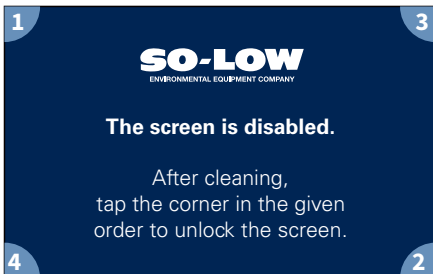 1
3
SO-LOW
ENVIRONMENTAL EQUIPMENT COMPANY
The screen is disabled.
After cleaning,
tap the corner in the given
order to unlock the screen.
4
2